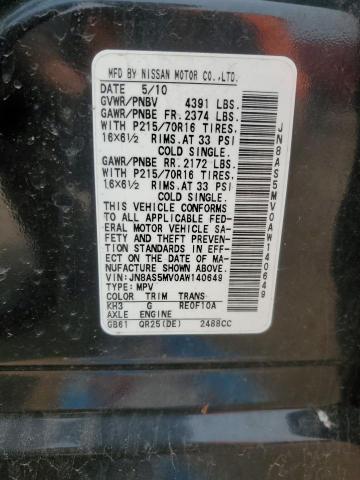 MFD BY NISSAN MOTOR CO.,LTD.
DATE 5/10
GVWR/PNBV 4391 LBS.
GAWR/PNBE FR. 2374 LBS.
WITH P215/70R16 TIRES,
16X6½ RIMS.AT 33 PSI
COLD SINGLE.
GAWR/PNBE RR. 2172 LBS.
WITH P215/70R16 TIRES,
16X6½ RIMS.AT 33 PSI
COLD SINGLE.
THIS VEHICLE CONFORMS
TO ALL APPLICABLE FED-
ERAL MOTOR VEHICLE SA-
FETY AND THEFT PREVENTION
STANDARDS IN EFFECT
ON THE DATE OF MA-
NUFACTURE SHOWN ABOVE.
VIN: JN8AS5MV0AW140649
TYPE: MPV
COLOR TRIM TRANS
KH3 G RE0F10A
AXLE ENGINE
GB61 QR25(DE) 2488CC
JN8AS5MV0AW140649